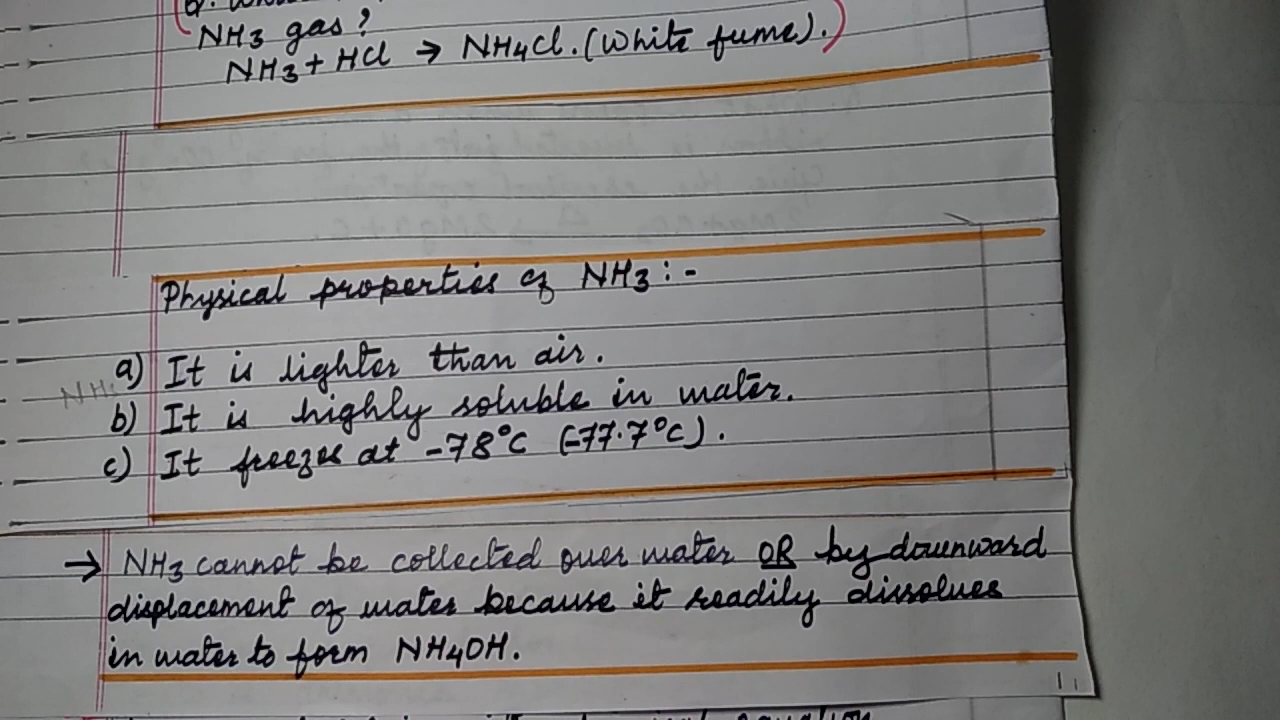 NH3 gas?
NH3 + HCl → NH4Cl. (White fume).)
Physical properties of NH3 :-
a) It is lighter than air.
b) It is highly soluble in water.
c) It freezes at -78°C (-77.7°C).
→ NH3 cannot be collected over water OR by downward
displacement of water because it readily dissolves
in water to form NH4OH.
equation